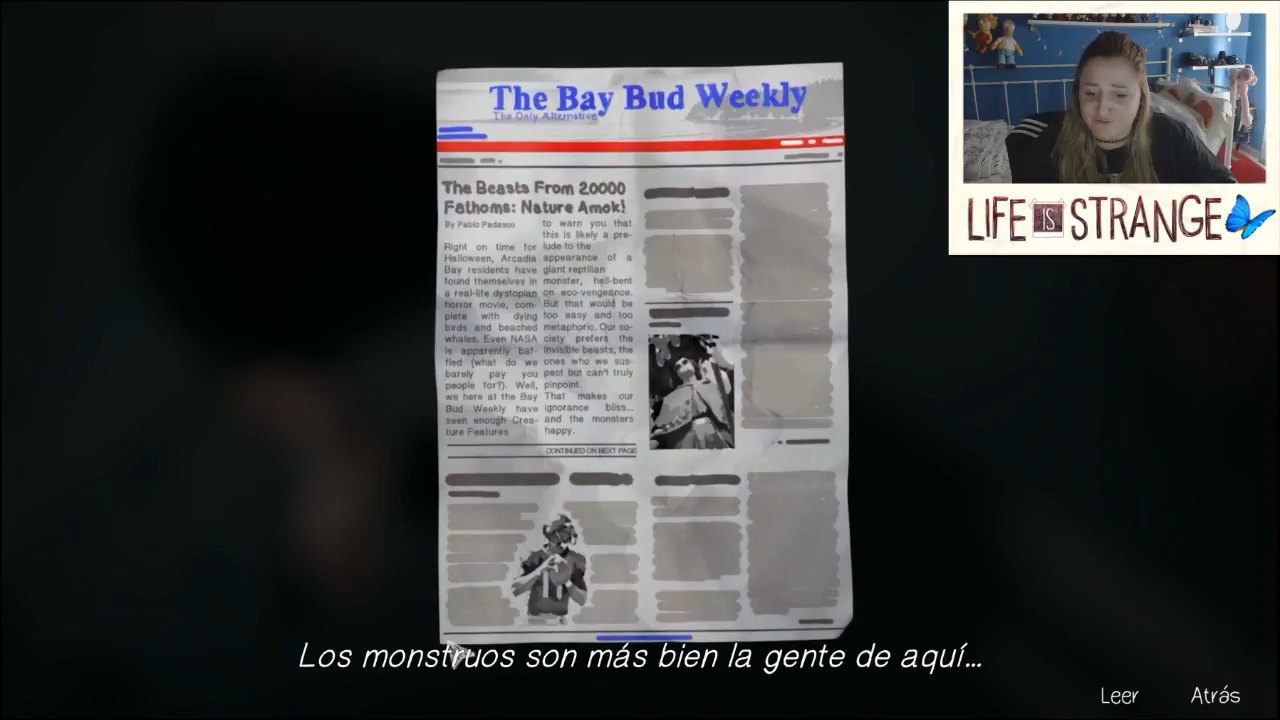 The Bay Bud Weekly
The Only Alternative
The Beasts From 20000
Fathoms: Nature Amok!
By Pablo Padasco
Right on time for
Halloween, Arcadia
Bay residents have
found themselves in
a real-life dystopian
horror movie, com-
plete with dying
birds and beached
whales. Even NASA
is apparently baf-
fled (what do we
barely pay you
people for?). Well,
we here at the Bay
Bud Weekly have
seen enough Crea-
ture Features
to warn you that
this is likely a pre-
lude to the
appearance of a
giant reptilian
monster, hell-bent
on eco-vengeance.
But that would be
too easy and too
metaphoric. Our so-
ciety prefers the
invisible beasts, the
ones who we sus-
pect but can't truly
pinpoint.
That makes our
ignorance bliss...
and the monsters
happy.
CONTINUED ON NEXT PAGE
LIFE IS STRANGE
Los monstruos son más bien la gente de aquí...
Leer Atrás